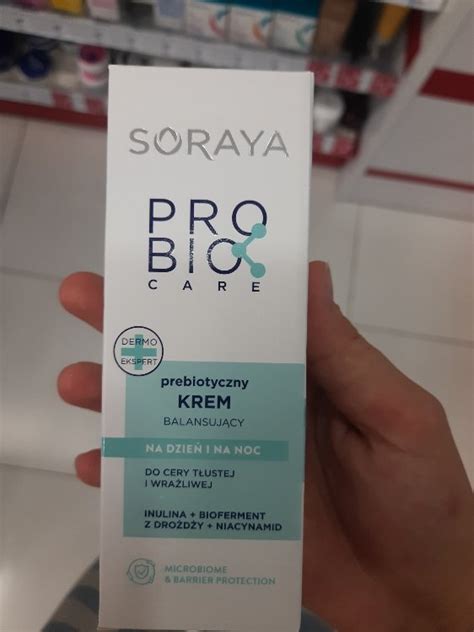 SORAYA
PRO
BIO
CARE
DERMO
EKSPERT
prebiotyczny
KREM
BALANSUJĄCY
NA DZIEŃ I NA NOC
DO CERY TŁUSTEJ
I WRAŻLIWEJ
INULINA + BIOFERMENT
Z DROŻDŻY + NIACYNAMID
MICROBIOME
& BARRIER PROTECTION